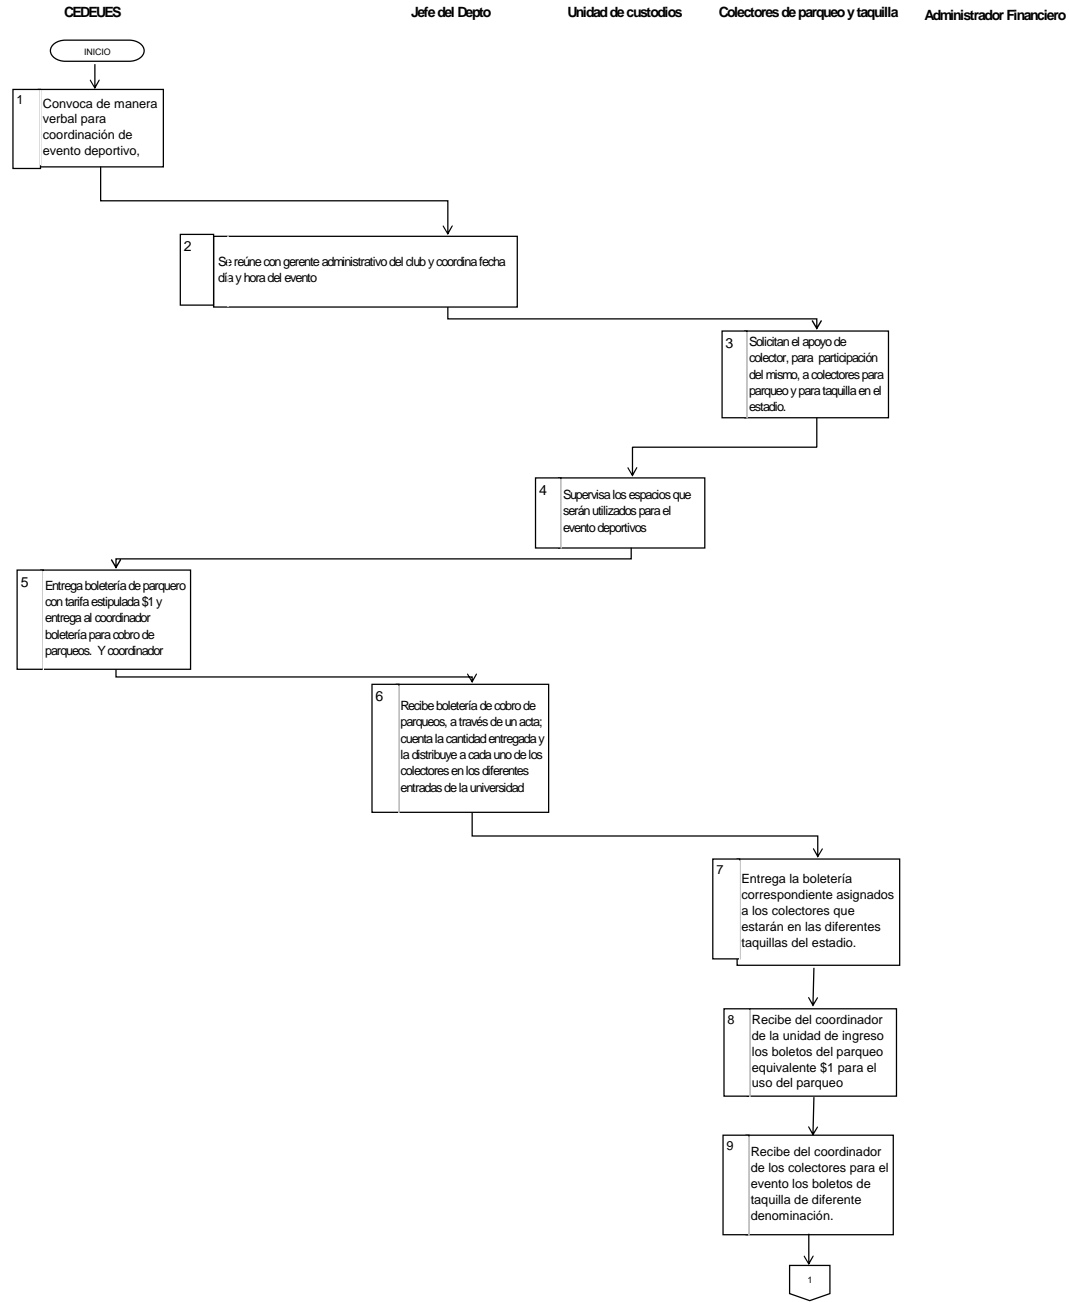 CEDEUES
Jefe del Depto
Unidad de custodios
Colectores de parqueo y taquilla
Administrador Financiero
INICIO
1
Convoca de manera
verbal para
coordinación de
evento deportivo,
2
Se reúne con gerente administrativo del club y coordina fecha
día y hora del evento
3
Solicitan el apoyo de
colector, para participación
del mismo, a colectores para
parqueo y para taquilla en el
estadio.
4
Supervisa los espacios que
serán utilizados para el
evento deportivos
5
Entrega boletería de parquero
con tarifa estipulada $1 y
entrega al coordinador
boletería para cobro de
parqueos. Y coordinador
6
Recibe boletería de cobro de
parqueos, a través de un acta;
cuenta la cantidad entregada y
la distribuye a cada uno de los
colectores en los diferentes
entradas de la universidad
7
Entrega la boletería
correspondiente asignados
a los colectores que
estarán en las diferentes
taquillas del estadio.
8
Recibe del coordinador
de la unidad de ingreso
los boletos del parqueo
equivalente $1 para el
uso del parqueo
9
Recibe del coordinador
de los colectores para el
evento los boletos de
taquilla de diferente
denominación.
1